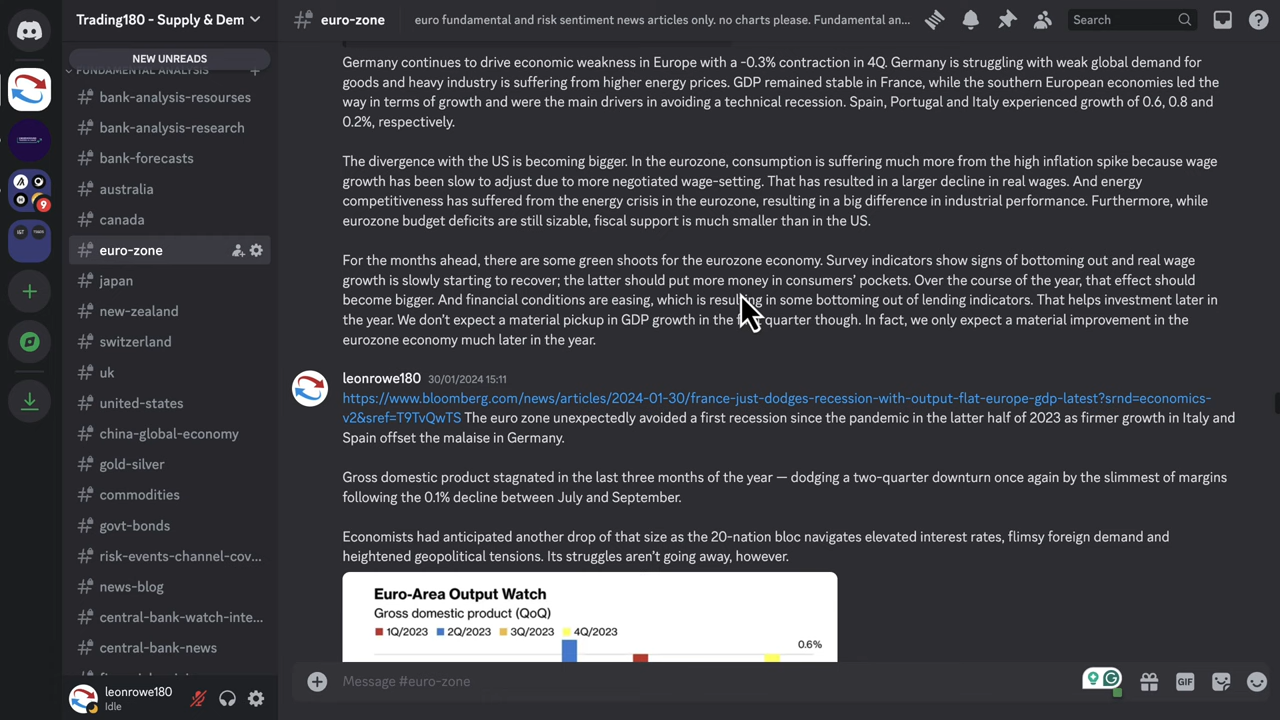 Trading180 - Supply & Dem
euro-zone
euro fundamental and risk sentiment news articles only. no charts please. Fundamental an...
Search
NEW UNREADS
FUNDAMENTAL ANALYSIS
bank-analysis-resourses
bank-analysis-research
bank-forecasts
australia
canada
euro-zone
japan
new-zealand
switzerland
uk
united-states
china-global-economy
gold-silver
commodities
govt-bonds
risk-events-channel-cov...
news-blog
central-bank-watch-inte...
central-bank-news
9
leonrowe180
Idle
Germany continues to drive economic weakness in Europe with a -0.3% contraction in 4Q. Germany is struggling with weak global demand for
goods and heavy industry is suffering from higher energy prices. GDP remained stable in France, while the southern European economies led the
way in terms of growth and were the main drivers in avoiding a technical recession. Spain, Portugal and Italy experienced growth of 0.6, 0.8 and
0.2%, respectively.
The divergence with the US is becoming bigger. In the eurozone, consumption is suffering much more from the high inflation spike because wage
growth has been slow to adjust due to more negotiated wage-setting. That has resulted in a larger decline in real wages. And energy
competitiveness has suffered from the energy crisis in the eurozone, resulting in a big difference in industrial performance. Furthermore, while
eurozone budget deficits are still sizable, fiscal support is much smaller than in the US.
For the months ahead, there are some green shoots for the eurozone economy. Survey indicators show signs of bottoming out and real wage
growth is slowly starting to recover; the latter should put more money in consumers' pockets. Over the course of the year, that effect should
become bigger. And financial conditions are easing, which is resulting in some bottoming out of lending indicators. That helps investment later in
the year. We don't expect a material pickup in GDP growth in the quarter though. In fact, we only expect a material improvement in the
eurozone economy much later in the year.
leonrowe180 30/01/2024 15:11
https://www.bloomberg.com/news/articles/2024-01-30/france-just-dodges-recession-with-output-flat-europe-gdp-latest?srnd=economics-
v2&sref=T9TvQwTS The euro zone unexpectedly avoided a first recession since the pandemic in the latter half of 2023 as firmer growth in Italy and
Spain offset the malaise in Germany.
Gross domestic product stagnated in the last three months of the year — dodging a two-quarter downturn once again by the slimmest of margins
following the 0.1% decline between July and September.
Economists had anticipated another drop of that size as the 20-nation bloc navigates elevated interest rates, flimsy foreign demand and
heightened geopolitical tensions. Its struggles aren't going away, however.
Euro-Area Output Watch
Gross domestic product (QoQ)
1Q/2023 2Q/2023 3Q/2023 4Q/2023
0.6%
Message #euro-zone
GIF